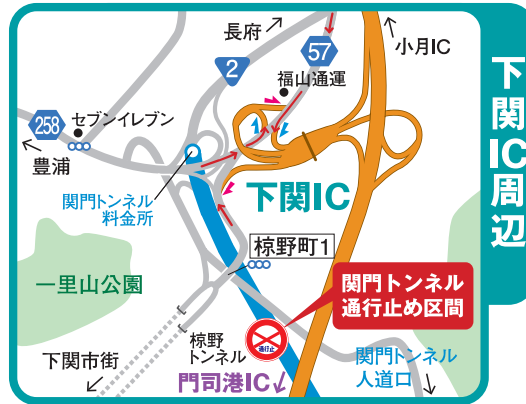 長府
57
小月IC
2
福山通運
258
セブンイレブン
豊浦
関門トンネル
料金所
下関IC
椋野町1
一里山公園
関門トンネル
通行止め区間
通行止
椋野
トンネル
下関市街
門司港IC
関門トンネル
人道口
下関IC周辺